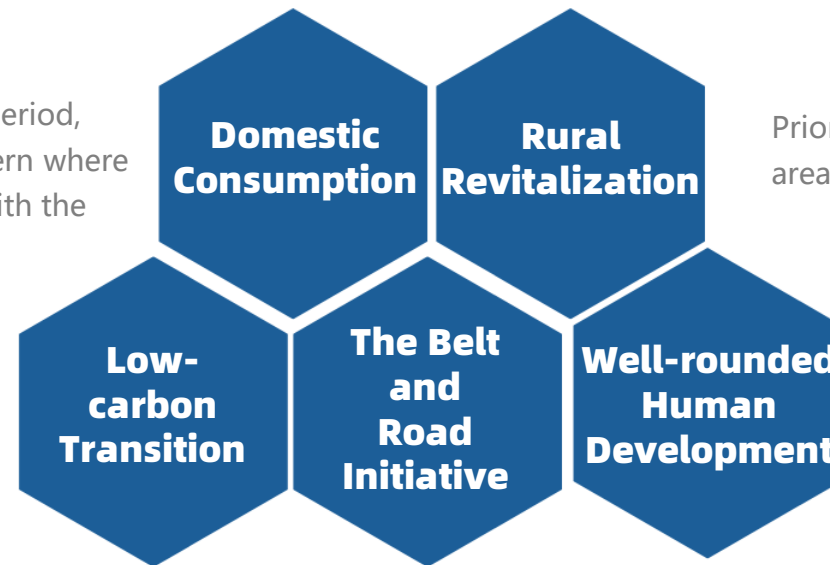 eriod,
ern where
ith the
Domestic
Consumption
Rural
Revitalization
Prior
area
Low-
carbon
Transition
The Belt
and
Road
Initiative
Well-rounded
Human
Development